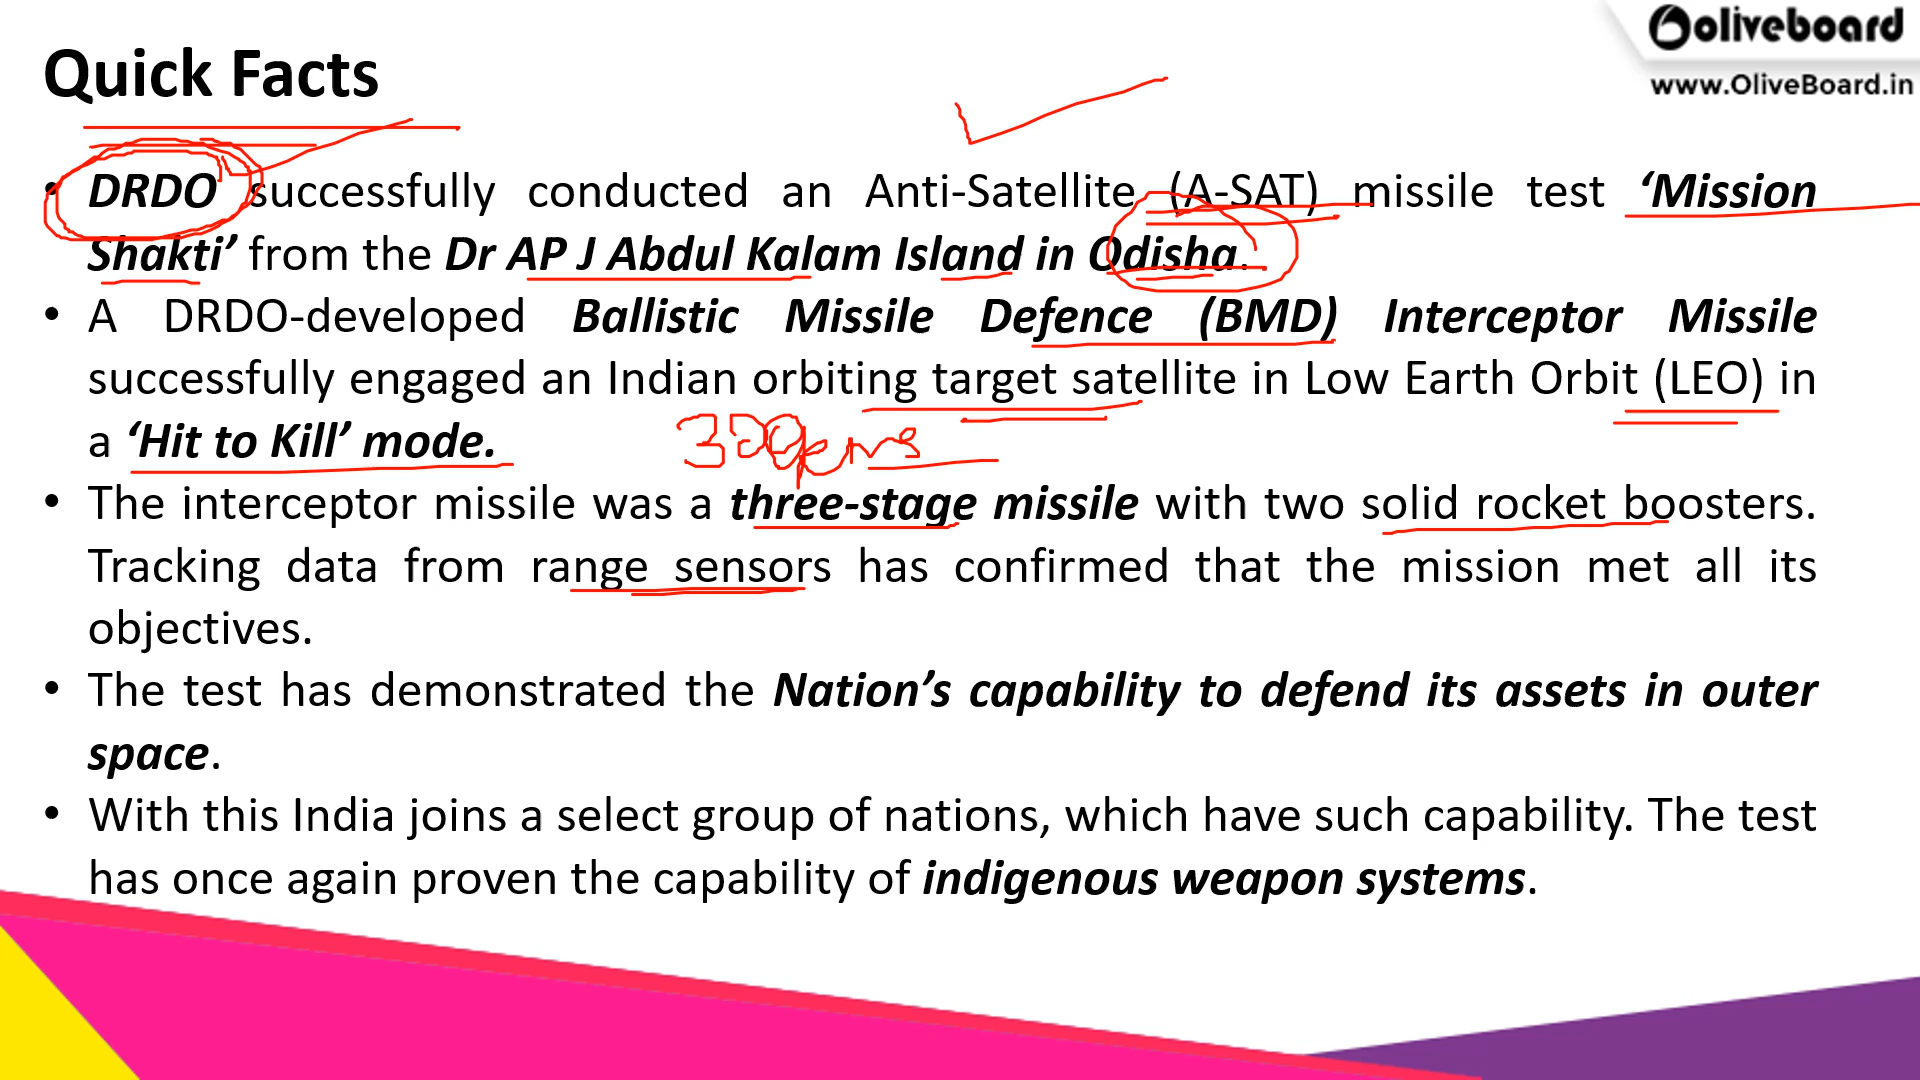 oliveboard
www.OliveBoard.in
Quick Facts
• DRDO successfully conducted an Anti-Satellite (A-SAT) missile test ‘Mission
Shakti’ from the Dr AP J Abdul Kalam Island in Odisha.
• A DRDO-developed Ballistic Missile Defence (BMD) Interceptor Missile
successfully engaged an Indian orbiting target satellite in Low Earth Orbit (LEO) in
a ‘Hit to Kill’ mode. 300kms
• The interceptor missile was a three-stage missile with two solid rocket boosters.
Tracking data from range sensors has confirmed that the mission met all its
objectives.
• The test has demonstrated the Nation’s capability to defend its assets in outer
space.
• With this India joins a select group of nations, which have such capability. The test
has once again proven the capability of indigenous weapon systems.